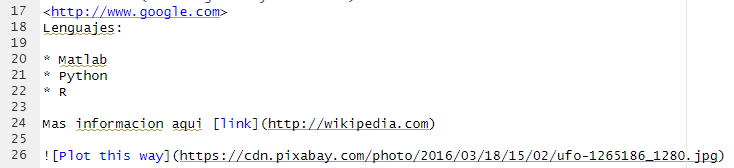 17 <http://www.google.com>
18 Lenguajes:
19
20 * Matlab
21 * Python
22 * R
23
24 Mas informacion aqui [link](http://wikipedia.com)
25
26 ![Plot this way](https://cdn.pixabay.com/photo/2016/03/18/15/02/ufo-1265186_1280.jpg)